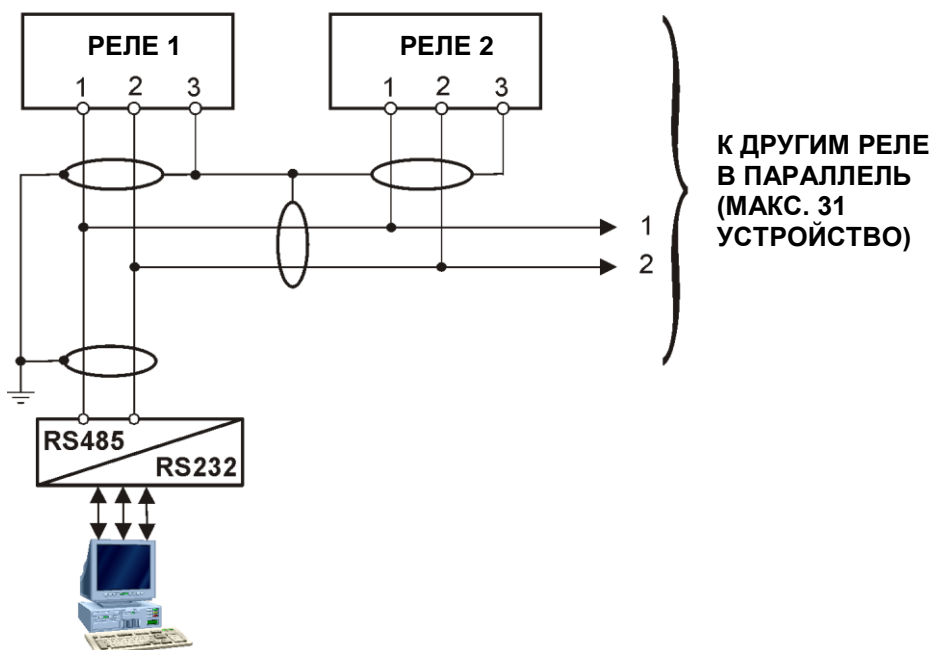 РЕЛЕ 1
РЕЛЕ 2
1 2 3
1 2 3
К ДРУГИМ РЕЛЕ
В ПАРАЛЛЕЛЬ
(МАКС. 31
УСТРОЙСТВО)
1
2
RS485
RS232